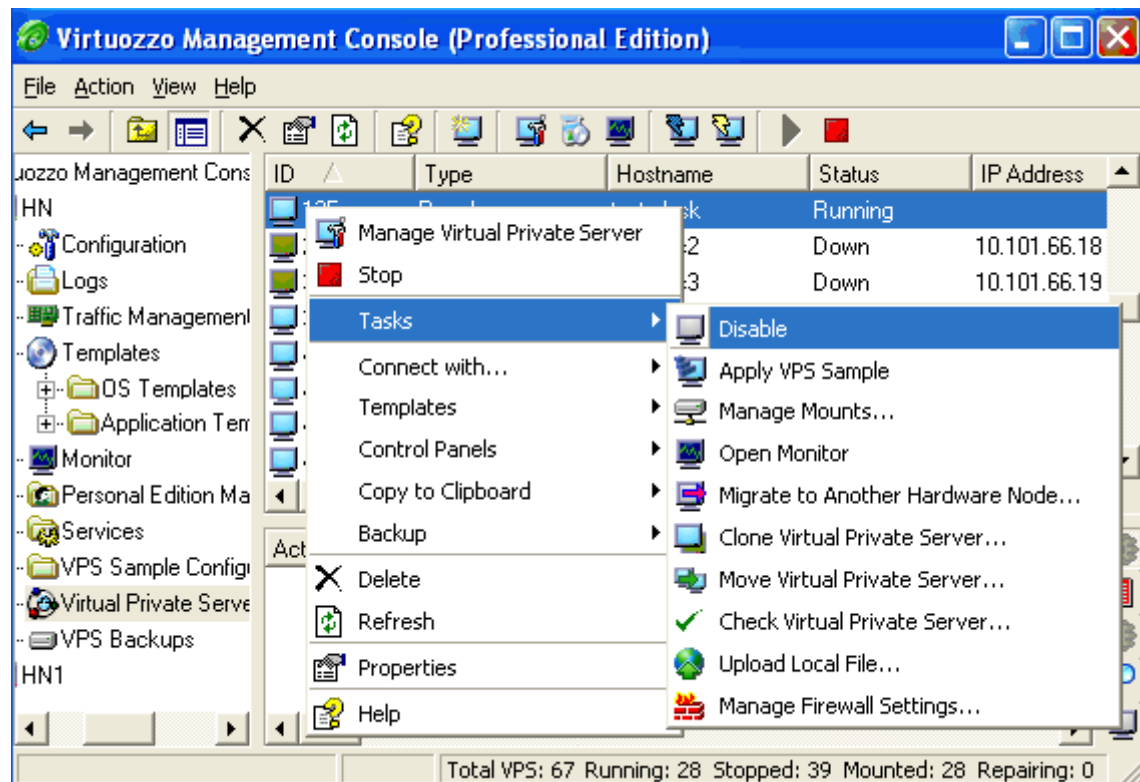 Virtuozzo Management Console (Professional Edition)
File Action View Help
uozzo Management Cons
HN
Configuration
Logs
Traffic Management
Templates
OS Templates
Application Tem
Monitor
Personal Edition Ma
Services
VPS Sample Configu
Virtual Private Serve
VPS Backups
HN1
ID Type Hostname Status IP Address
Running
Down 10.101.66.18
Down 10.101.66.19
Act
Manage Virtual Private Server
Stop
Tasks
Connect with...
Templates
Control Panels
Copy to Clipboard
Backup
Delete
Refresh
Properties
Help
Disable
Apply VPS Sample
Manage Mounts...
Open Monitor
Migrate to Another Hardware Node...
Clone Virtual Private Server...
Move Virtual Private Server...
Check Virtual Private Server...
Upload Local File...
Manage Firewall Settings...
Total VPS: 67 Running: 28 Stopped: 39 Mounted: 28 Repairing: 0